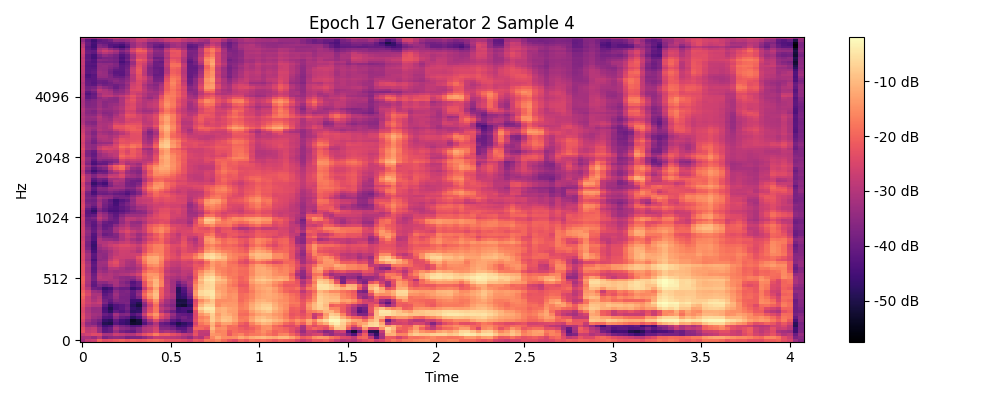 Epoch 17 Generator 2 Sample 4
Hz
4096
2048
1024
512
0
0 0.5 1 1.5 2 2.5 3 3.5 4
Time
-10 dB
-20 dB
-30 dB
-40 dB
-50 dB